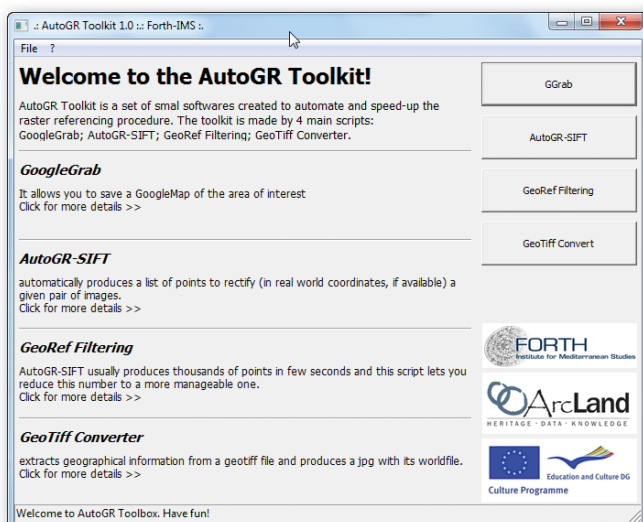 .: AutoGR Toolkit 1.0 :.: Forth-IMS :.
File ?
Welcome to the AutoGR Toolkit!
AutoGR Toolkit is a set of smal softwares created to automate and speed-up the
raster referencing procedure. The toolkit is made by 4 main scripts:
GoogleGrab; AutoGR-SIFT; GeoRef Filtering; GeoTiff Converter.
GoogleGrab
It allows you to save a GoogleMap of the area of interest
Click for more details >>
AutoGR-SIFT
automatically produces a list of points to rectify (in real world coordinates, if available) a
given pair of images.
Click for more details >>
GeoRef Filtering
AutoGR-SIFT usually produces thousands of points in few seconds and this script lets you
reduce this number to a more manageable one.
Click for more details >>
GeoTiff Converter
extracts geographical information from a geotiff file and produces a jpg with its worldfile.
Click for more details >>
GGrab
AutoGR-SIFT
GeoRef Filtering
GeoTiff Convert
FORTH
Institute for Mediterranean Studies
ArcLand
HERITAGE · DATA · KNOWLEDGE
Education and Culture DG
Culture Programme
Welcome to AutoGR Toolbox. Have fun!